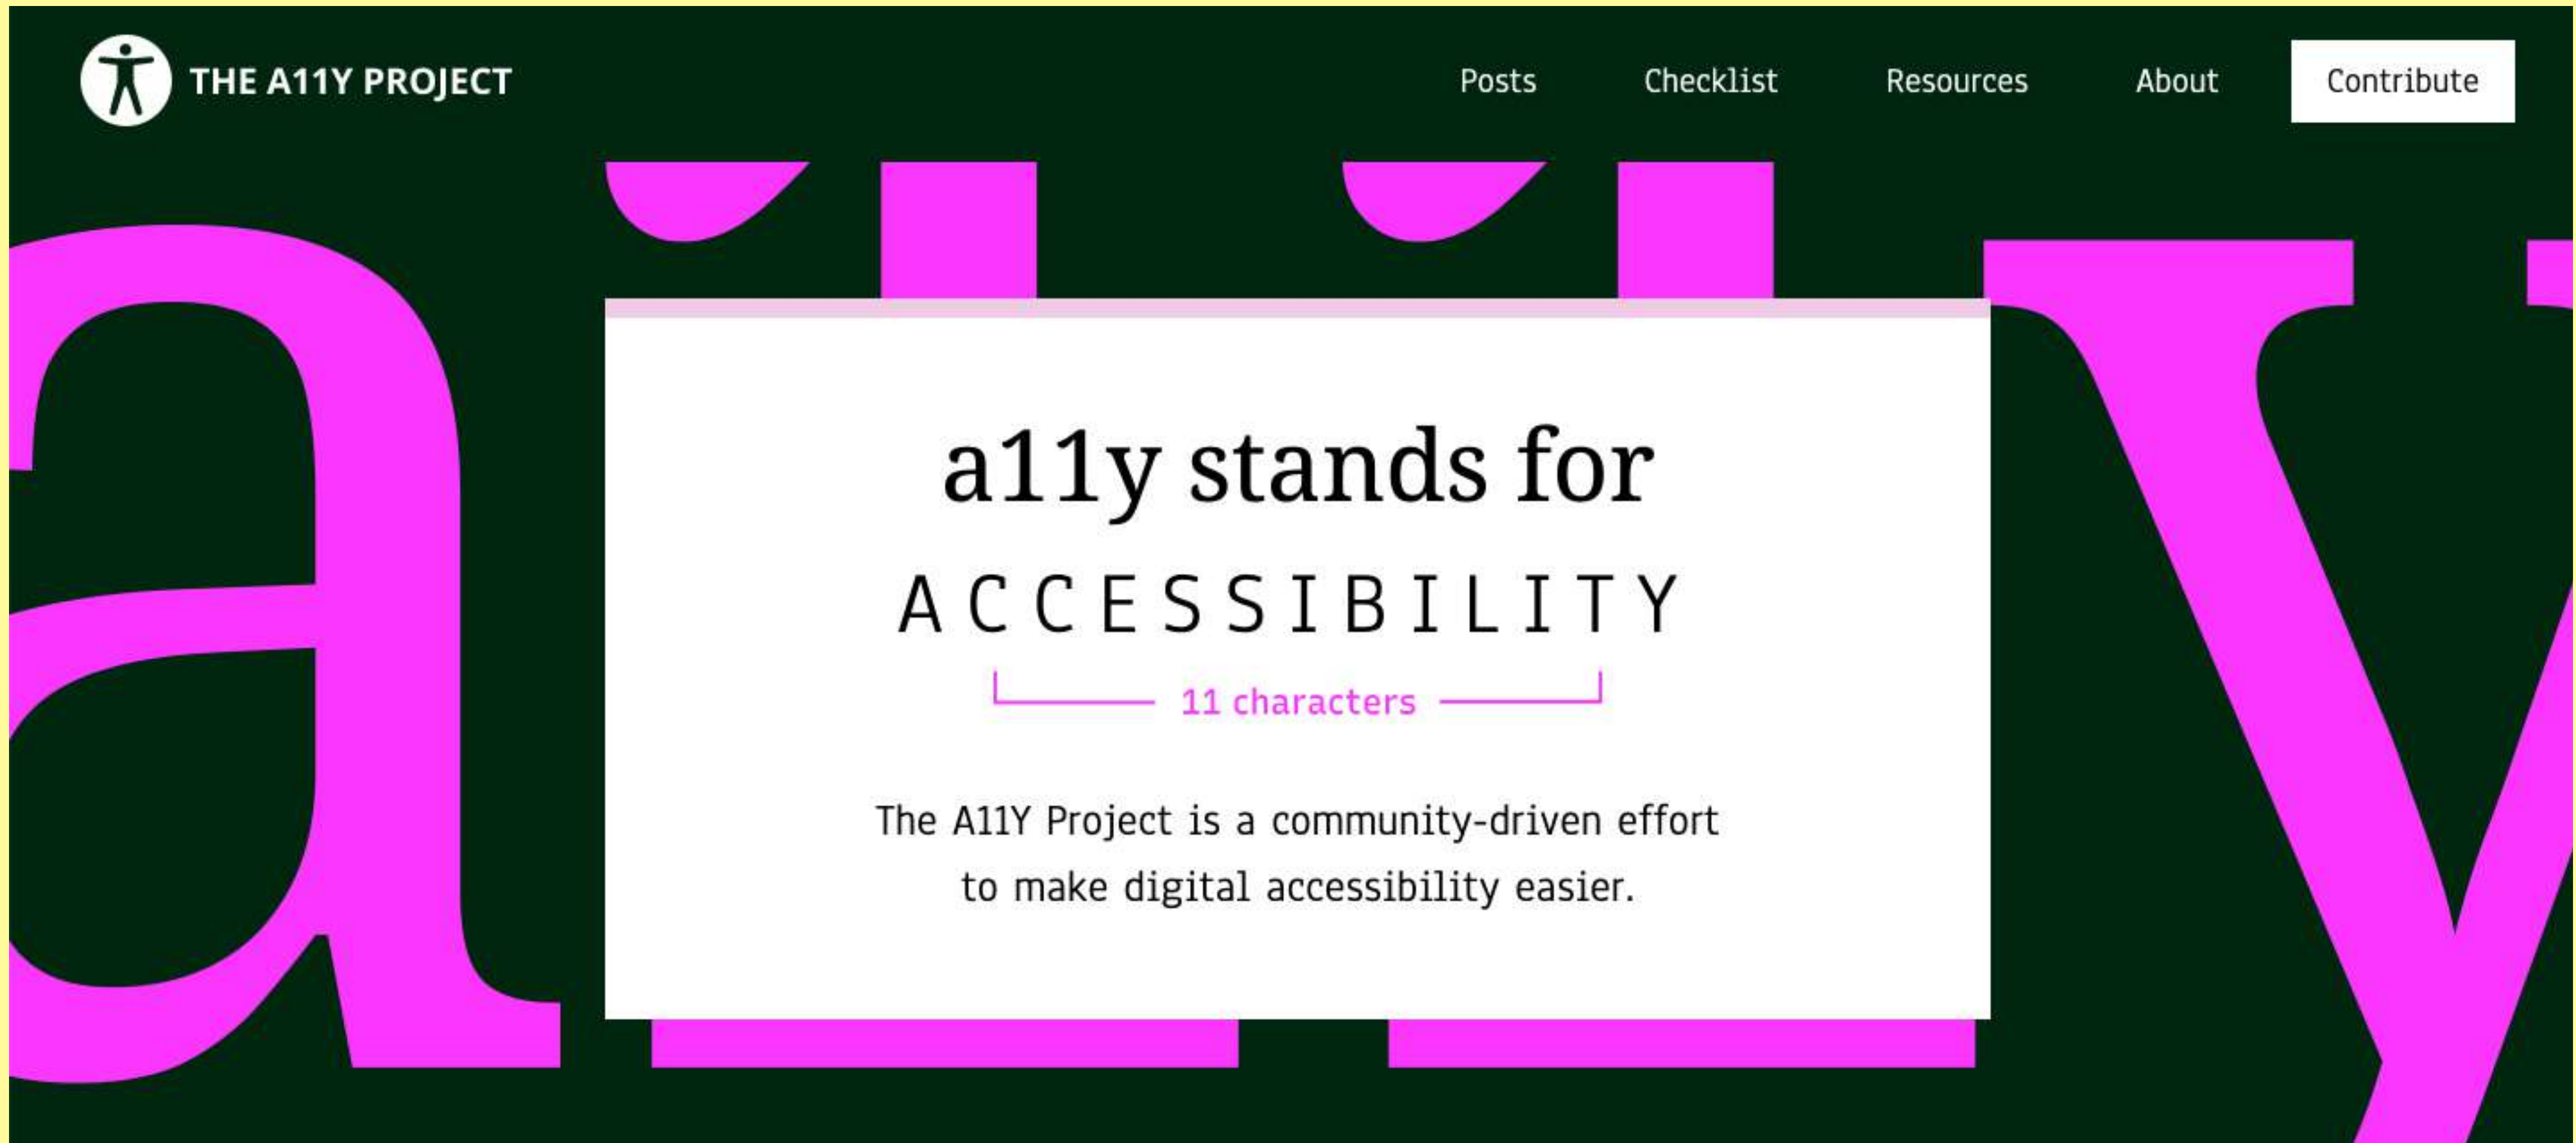 THE A11Y PROJECT
Posts Checklist Resources About Contribute
a11y
a11y stands for
ACCESSIBILITY
11 characters
The A11Y Project is a community-driven effort
to make digital accessibility easier.